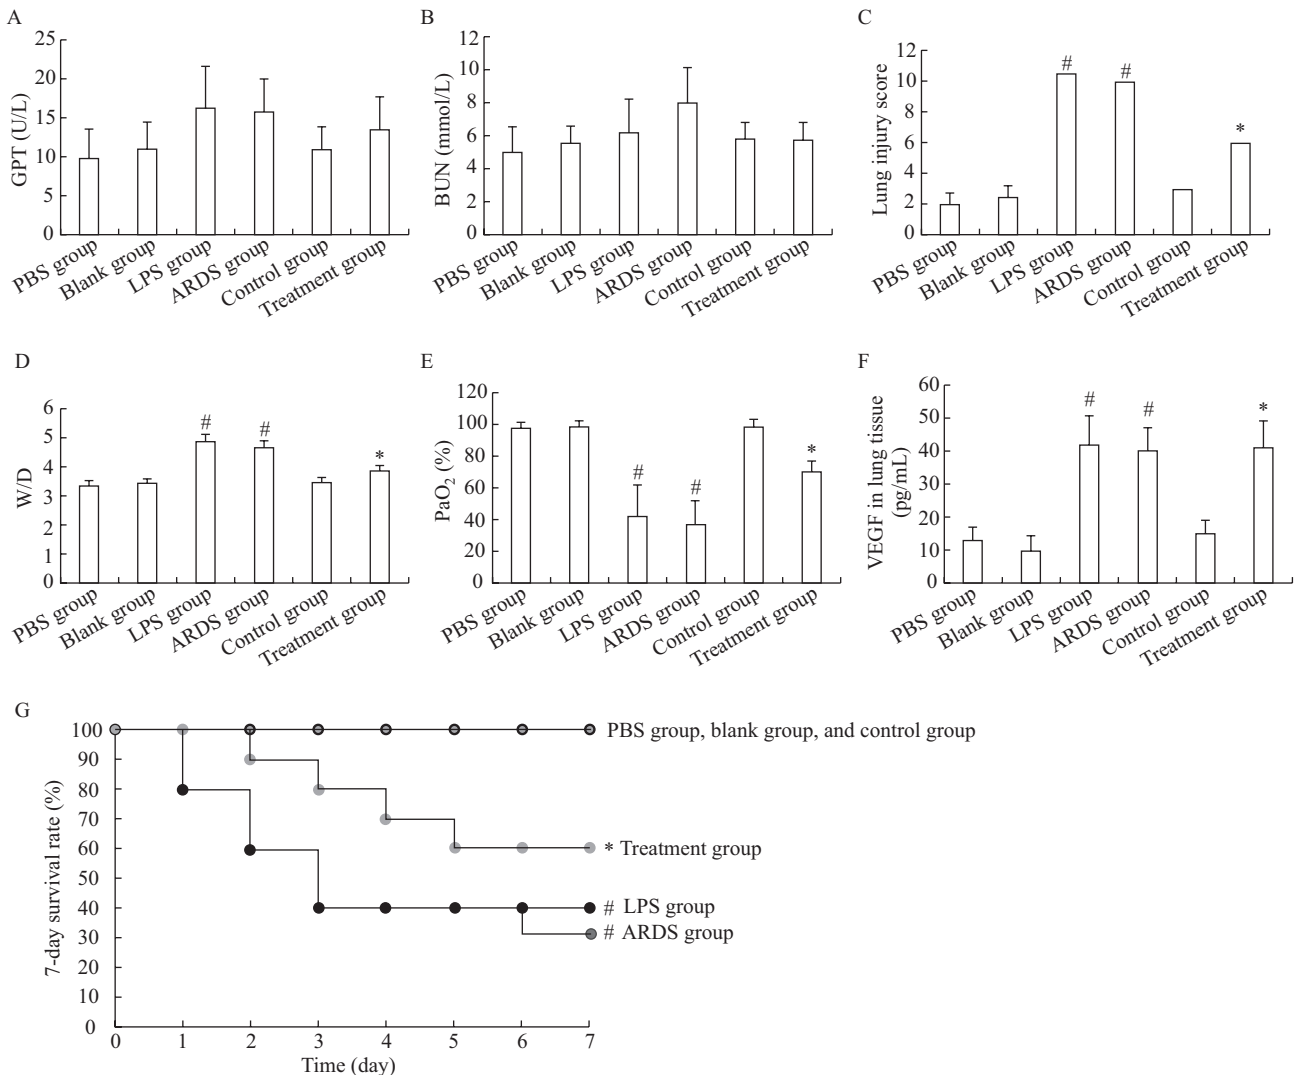 A
GPT (U/L)
25
20
15
10
5
0
PBS group
Blank group
LPS group
ARDS group
Control group
Treatment group
B
BUN (mmol/L)
12
10
8
6
4
2
0
PBS group
Blank group
LPS group
ARDS group
Control group
Treatment group
C
Lung injury score
12
10
8
6
4
2
0
#
#
*
PBS group
Blank group
LPS group
ARDS group
Control group
Treatment group
D
W/D
6
5
4
3
2
1
0
#
#
*
PBS group
Blank group
LPS group
ARDS group
Control group
Treatment group
E
PaO₂ (%)
120
100
80
60
40
20
0
#
#
*
PBS group
Blank group
LPS group
ARDS group
Control group
Treatment group
F
VEGF in lung tissue
(pg/mL)
60
50
40
30
20
10
0
#
#
*
PBS group
Blank group
LPS group
ARDS group
Control group
Treatment group
G
7-day survival rate (%)
100
90
80
70
60
50
40
30
20
10
0
PBS group, blank group, and control group
* Treatment group
# LPS group
# ARDS group
0 1 2 3 4 5 6 7
Time (day)